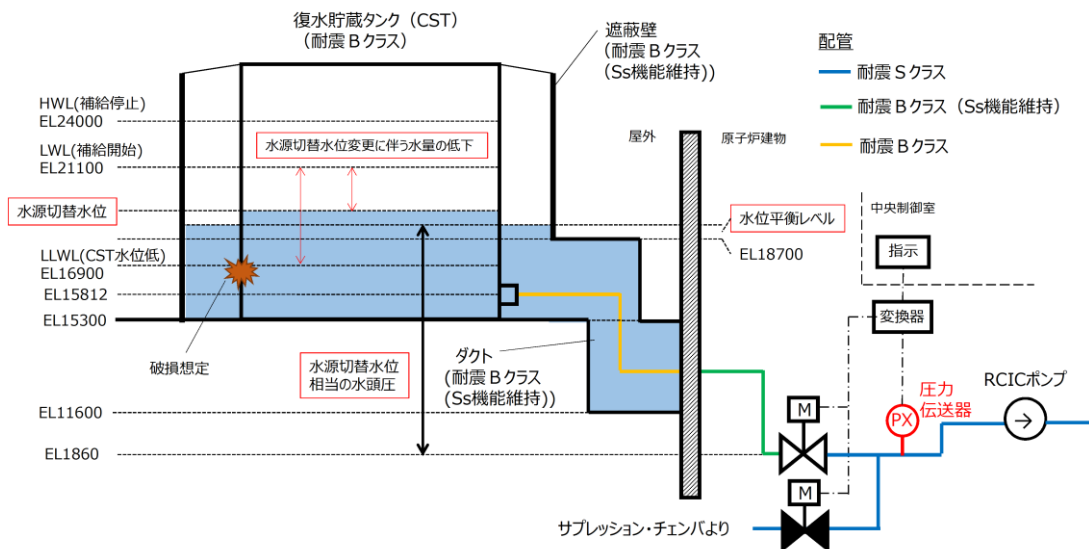 復水貯蔵タンク（CST）
（耐震Ｂクラス）
遮蔽壁
（耐震Ｂクラス
（Ss機能維持））
配管
耐震Ｓクラス
耐震Ｂクラス（Ss機能維持）
耐震Ｂクラス
HWL(補給停止)
EL24000
LWL(補給開始)
EL21100
水源切替水位変更に伴う水量の低下
屋外
原子炉建物
水源切替水位
水位平衡レベル
中央制御室
EL18700
指示
LLWL(CST水位低)
EL16900
EL15812
変換器
EL15300
破損想定
水源切替水位
相当の水頭圧
ダクト
（耐震Ｂクラス
（Ss機能維持））
圧力
伝送器
RCICポンプ
M
PX
EL11600
EL1860
M
サプレッション・チェンバより